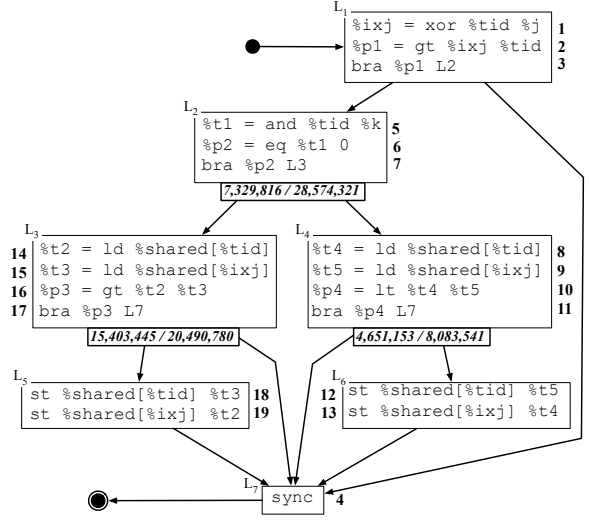 L1
%ixj = xor %tid %j 1
%p1 = gt %ixj %tid 2
bra %p1 L2 3
L2
%t1 = and %tid %k 5
%p2 = eq %t1 0 6
bra %p2 L3 7
7,329,816 / 28,574,321
L3
14 %t2 = ld %shared[%tid]
15 %t3 = ld %shared[%ixj]
16 %p3 = gt %t2 %t3
17 bra %p3 L7
15,403,445 / 20,490,780
L4
%t4 = ld %shared[%tid] 8
%t5 = ld %shared[%ixj] 9
%p4 = lt %t4 %t5 10
bra %p4 L7 11
4,651,153 / 8,083,541
L5
st %shared[%tid] %t3 18
st %shared[%ixj] %t2 19
L6
12 st %shared[%tid] %t5
13 st %shared[%ixj] %t4
L7
sync 4